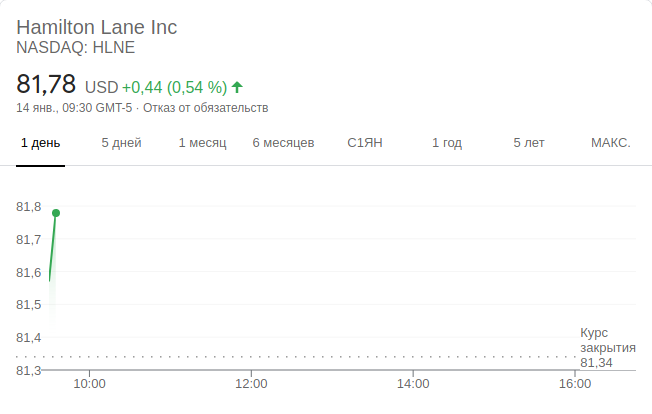 Hamilton Lane Inc
NASDAQ: HLNE
81,78 USD +0,44 (0,54 %)
14 янв., 09:30 GMT-5 · Отказ от обязательств
1 день 5 дней 1 месяц 6 месяцев С1ЯН 1 год 5 лет МАКС.
81,8
81,7
81,6
81,5
81,4
81,3
Курс
закрытия
81,34
10:00 12:00 14:00 16:00